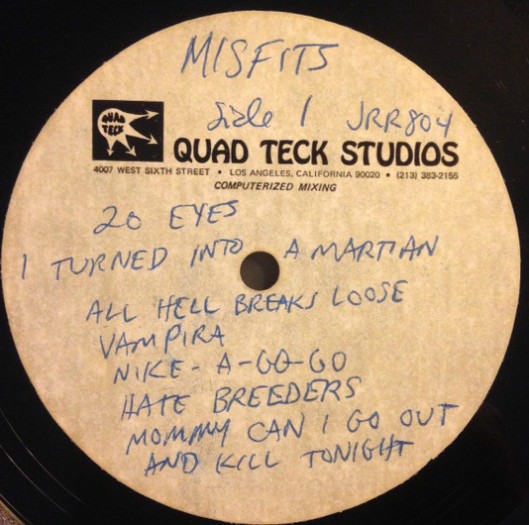 MISFITS
Side 1 JRR804
QUAD TECK
QUAD TECK STUDIOS
4007 WEST SIXTH STREET • LOS ANGELES, CALIFORNIA 90020 • (213) 383-2155
COMPUTERIZED MIXING
20 EYES
I TURNED INTO A MARTIAN
ALL HELL BREAKS LOOSE
VAMPIRA
NIKE-A-GO-GO
HATE BREEDERS
MOMMY CAN I GO OUT
AND KILL TONIGHT